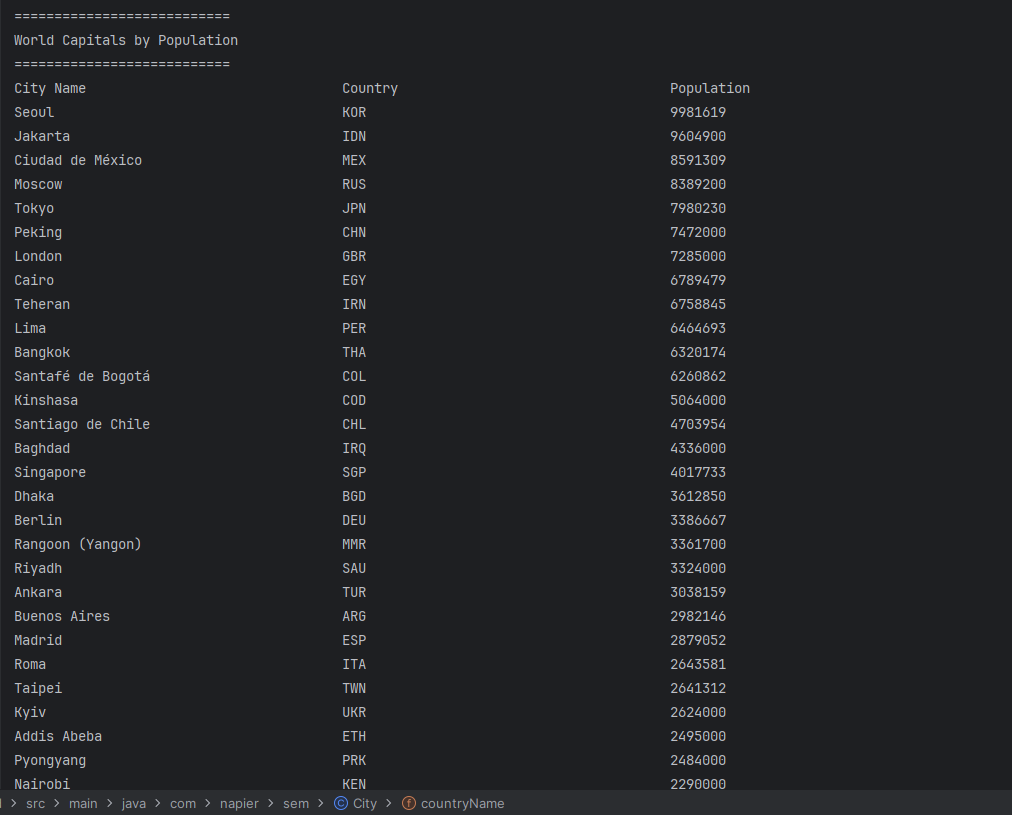 ===========================
World Capitals by Population
===========================
City Name Country Population
Seoul KOR 9981619
Jakarta IDN 9604900
Ciudad de México MEX 8591309
Moscow RUS 8389200
Tokyo JPN 7980230
Peking CHN 7472000
London GBR 7285000
Cairo EGY 6789479
Teheran IRN 6758845
Lima PER 6464693
Bangkok THA 6320174
Santafé de Bogotá COL 6260862
Kinshasa COD 5064000
Santiago de Chile CHL 4703954
Baghdad IRQ 4336000
Singapore SGP 4017733
Dhaka BGD 3612850
Berlin DEU 3386667
Rangoon (Yangon) MMR 3361700
Riyadh SAU 3324000
Ankara TUR 3038159
Buenos Aires ARG 2982146
Madrid ESP 2879052
Roma ITA 2643581
Taipei TWN 2641312
Kyiv UKR 2624000
Addis Abeba ETH 2495000
Pyongyang PRK 2484000
Nairobi KEN 2290000
> src > main > java > com > napier > sem > City > countryName